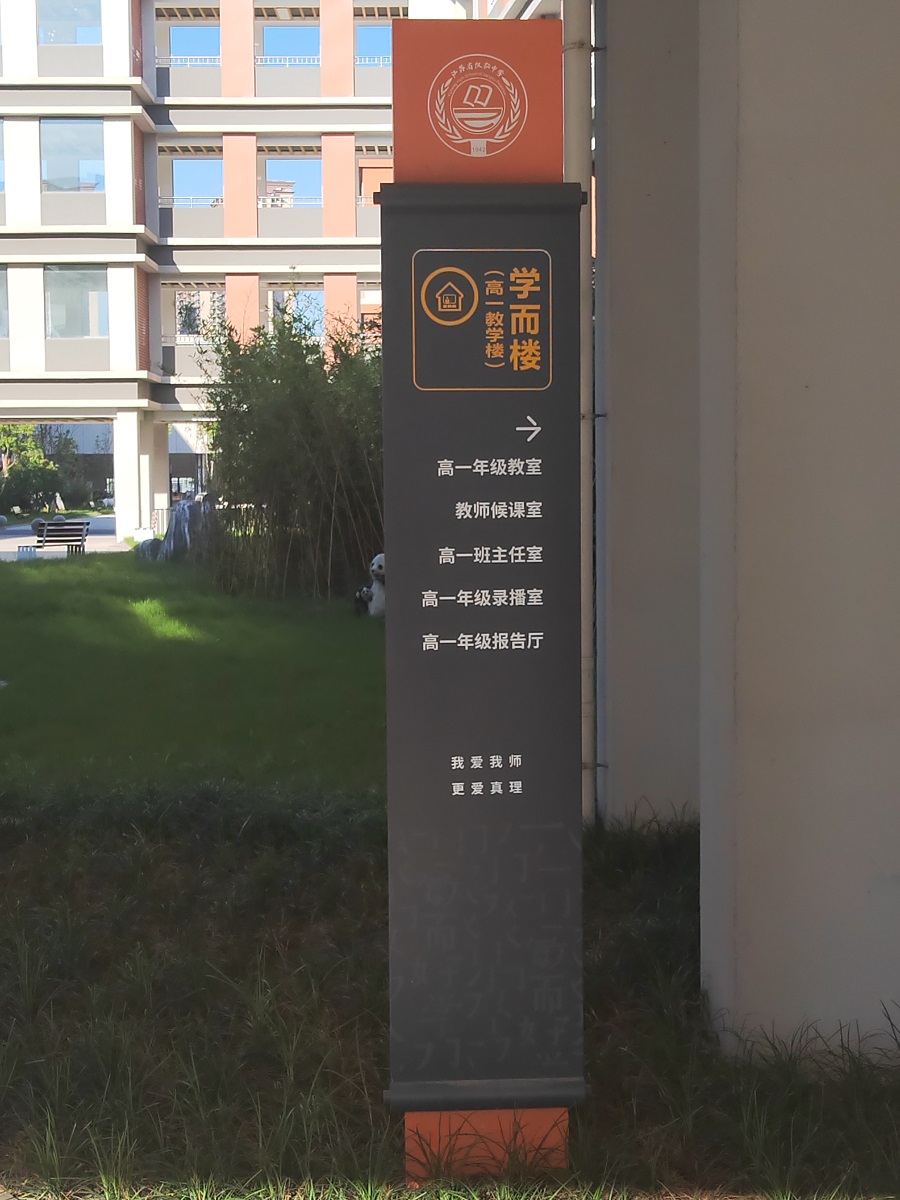 1942
学而楼
（高一教学楼）
→
高一年级教室
教师候课室
高一班主任室
高一年级录播室
高一年级报告厅
我爱我师
更爱真理